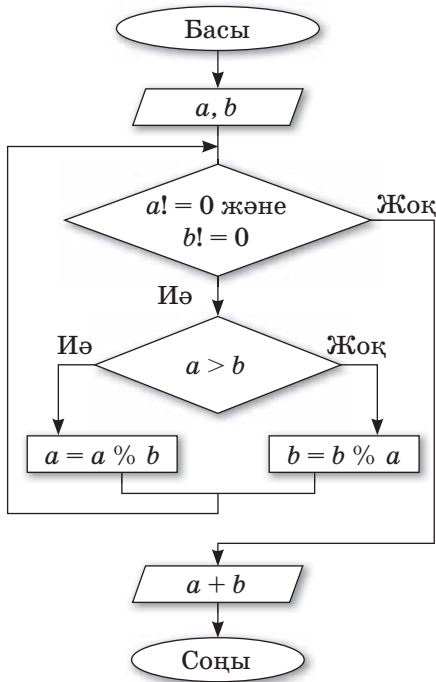 Басы
a, b
a! = 0 және
b! = 0
Жоқ
Иә
Иә
a > b
Жоқ
a = a % b
b = b % a
a + b
Соңы